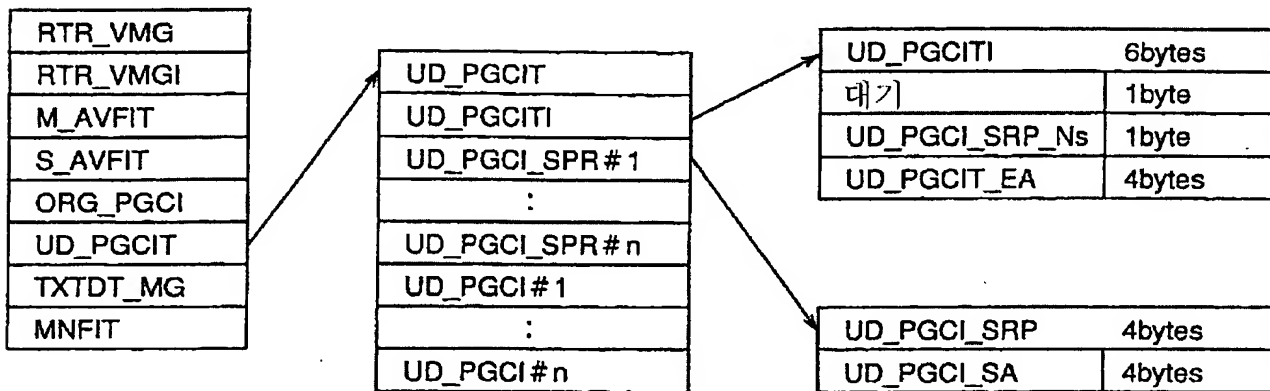 RTR_VMG
RTR_VMGI
M_AVFIT
S_AVFIT
ORG_PGCI
UD_PGCIT
TXTDT_MG
MNFIT
UD_PGCIT
UD_PGCITI
UD_PGCI_SPR#1
:
UD_PGCI_SPR#n
UD_PGCI#1
:
UD_PGCI#n
UD_PGCITI 6bytes
대기 1byte
UD_PGCI_SRP_Ns 1byte
UD_PGCIT_EA 4bytes
UD_PGCI_SRP 4bytes
UD_PGCI_SA 4bytes